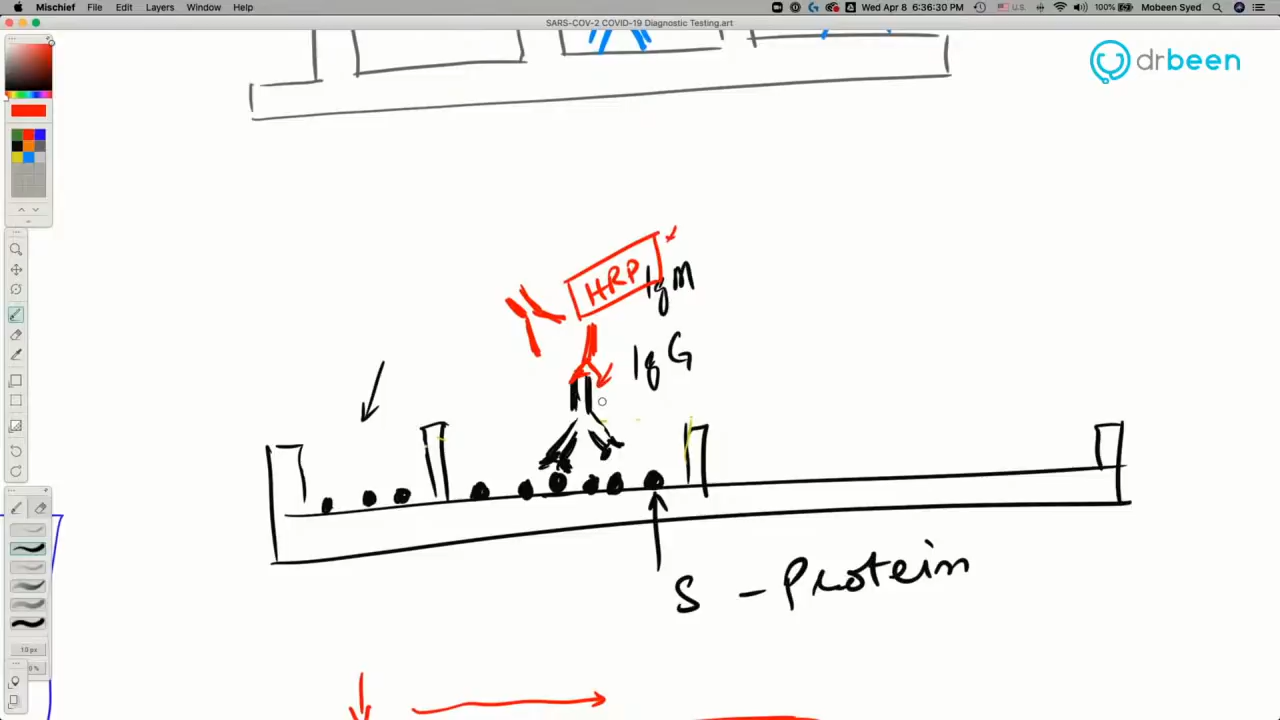 Mischief File Edit Layers Window Help 100% Wed Apr 8 6:36:30 PM Mobeen Syed
SARS-COV-2 COVID-19 Diagnostic Testing.art
drbeen
HRP
IgM
IgG
S - Protein